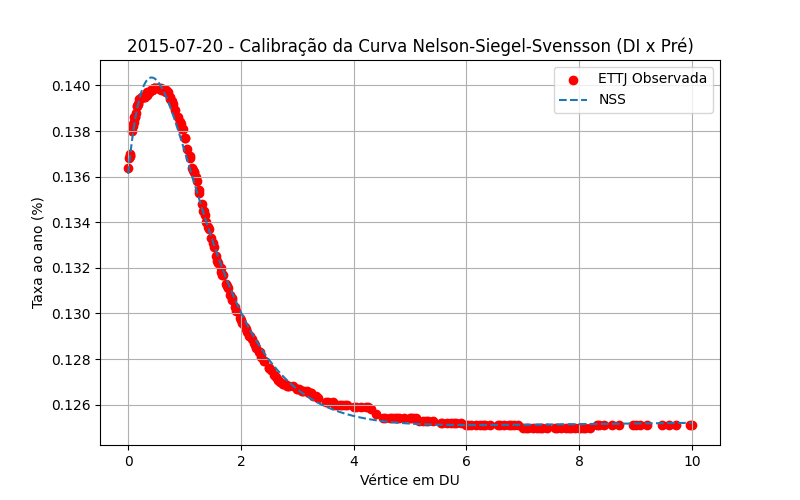 2015-07-20 - Calibração da Curva Nelson-Siegel-Svensson (DI x Pré)
ETTJ Observada
NSS
Taxa ao ano (%)
0.140
0.138
0.136
0.134
0.132
0.130
0.128
0.126
0 2 4 6 8 10
Vértice em DU